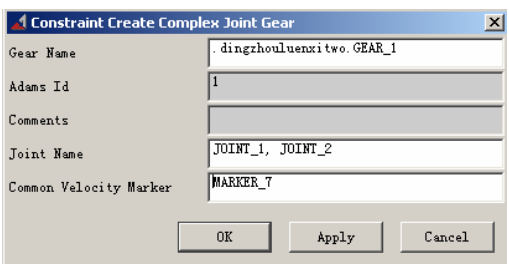 Constraint Create Complex Joint Gear
Gear Name .dingzhouluenxitwo.GEAR_1
Adams Id 1
Comments
Joint Name JOINT_1, JOINT_2
Common Velocity Marker MARKER_7
OK Apply Cancel